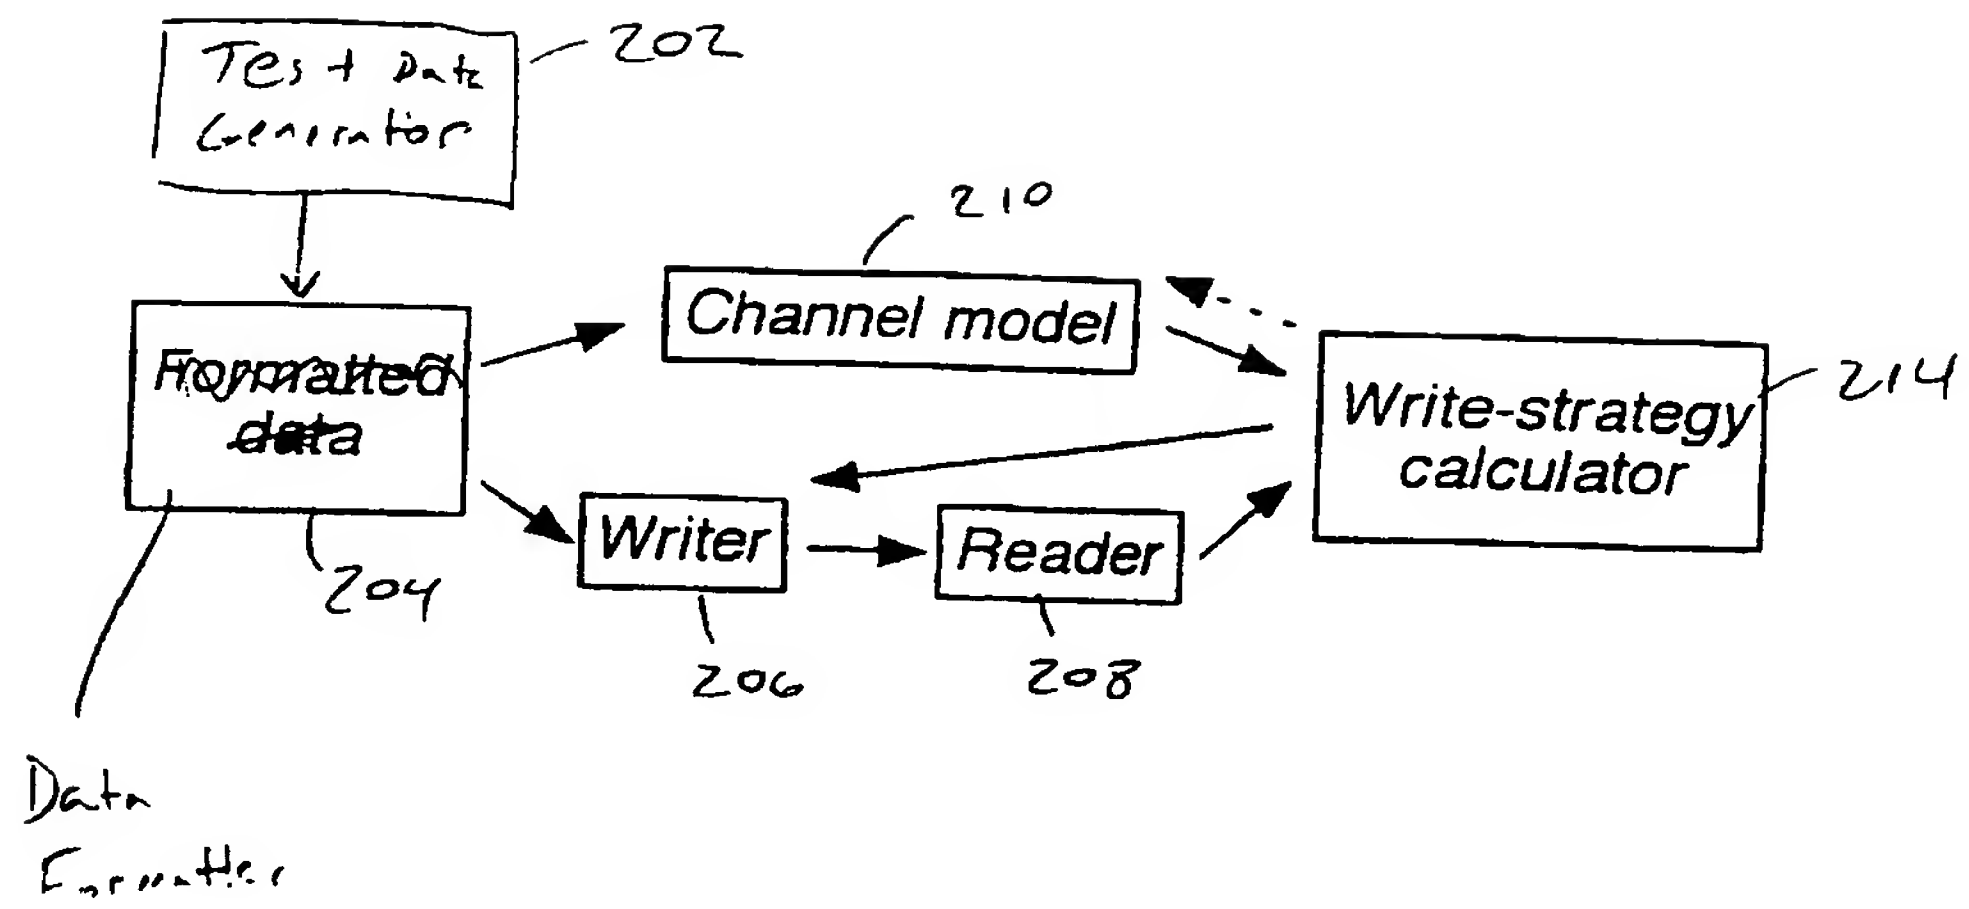 Test Data
Generator
202
210
Channel model
Formatted
data
Write-strategy
calculator
214
Writer
Reader
204
206
208
Data
Formatter